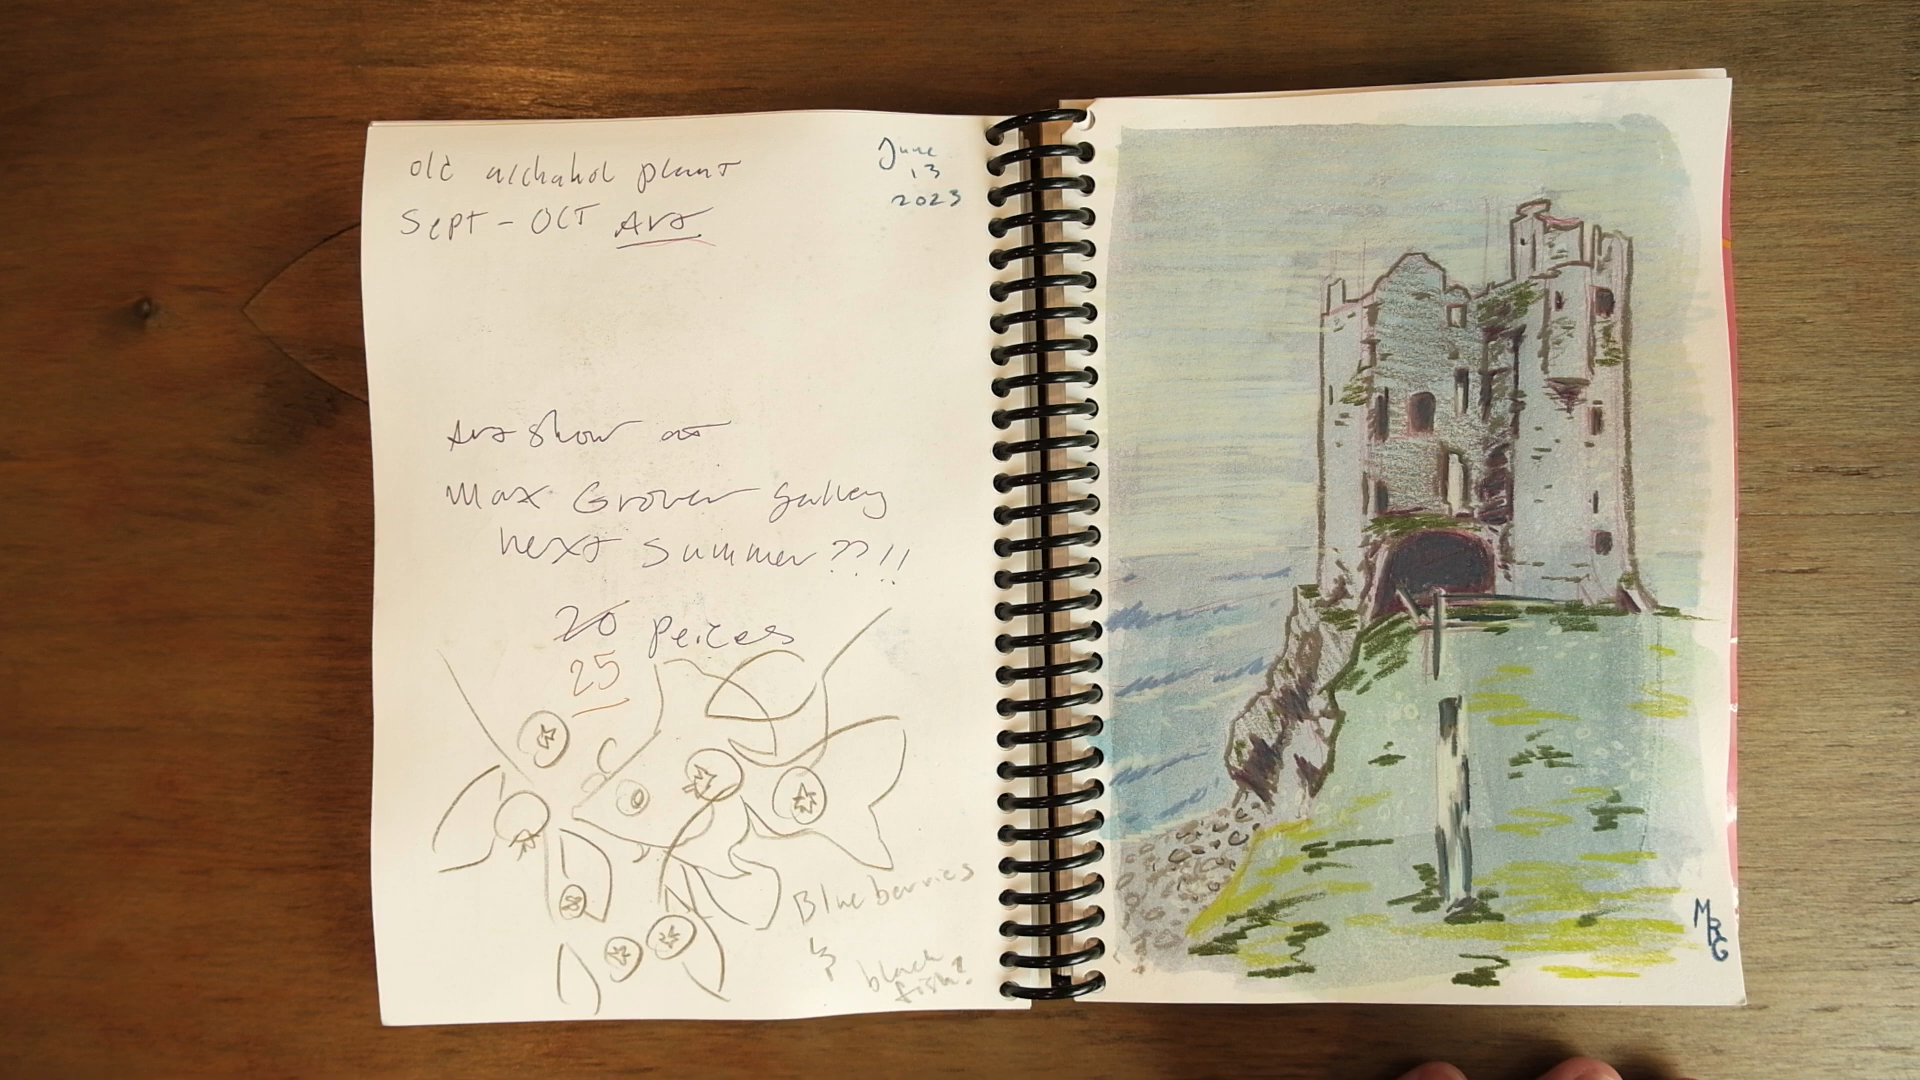 old alchahol plant
Sept - OCT Art
June
13
2023
Art show at
Max Grover gallery
next summer??!!
20 peices
25
Blueberries
&
black
fish?
MRG